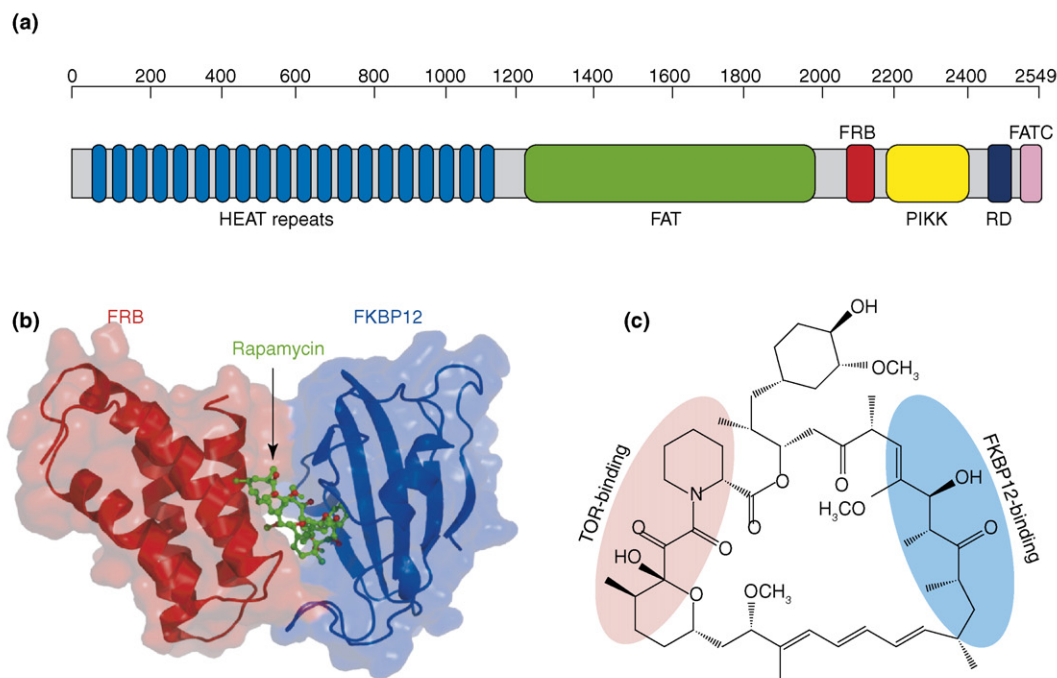 (a)
0 200 400 600 800 1000 1200 1400 1600 1800 2000 2200 2400 2549
FRB FATC
HEAT repeats FAT PIKK RD
(b)
FRB
FKBP12
Rapamycin
(c)
OH
OCH3
TOR-binding
FKBP12-binding
O
O
OH
N
O
H3CO
O
O
O
O
HO
O
OCH3